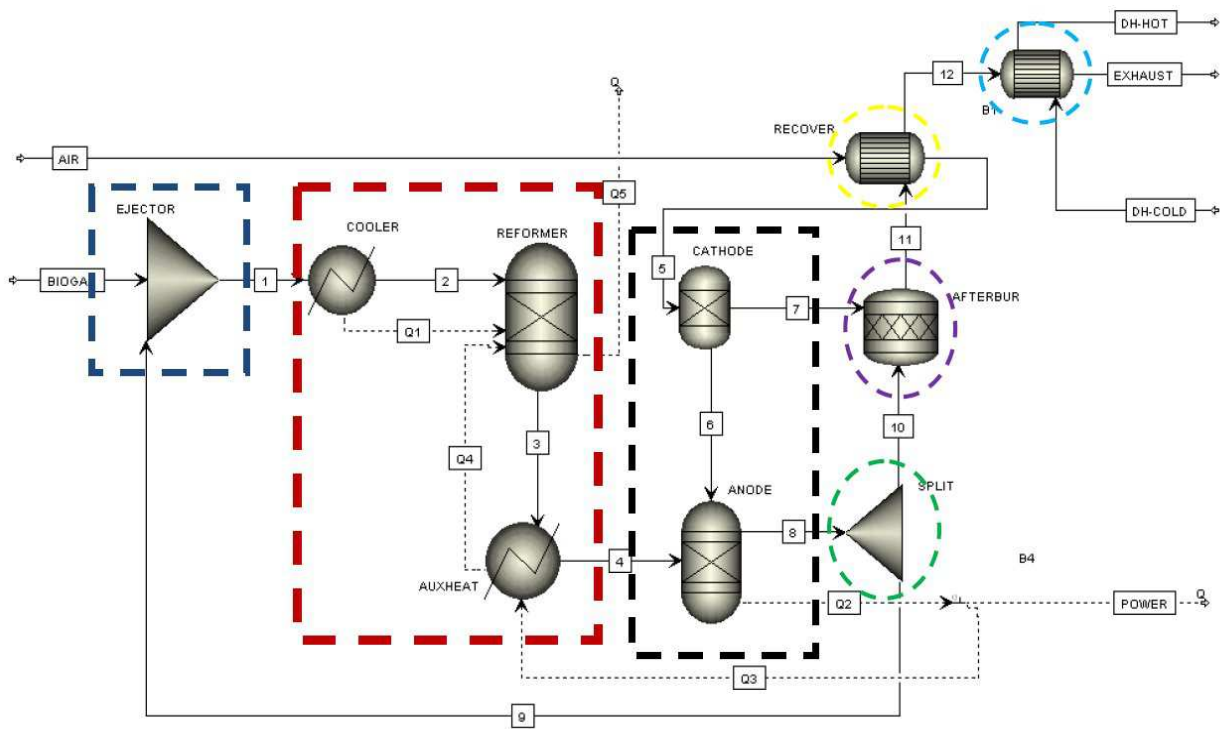 DH-HOT
12
EXHAUST
Q
B1
RECOVER
AIR
Q5
DH-COLD
EJECTOR
COOLER
REFORMER
11
CATHODE
5
BIOGA
1
2
7
AFTERBUR
Q1
6
10
3
Q4
ANODE
SPLIT
8
4
B4
AUXHEAT
Q2
POWER
Q
Q3
9